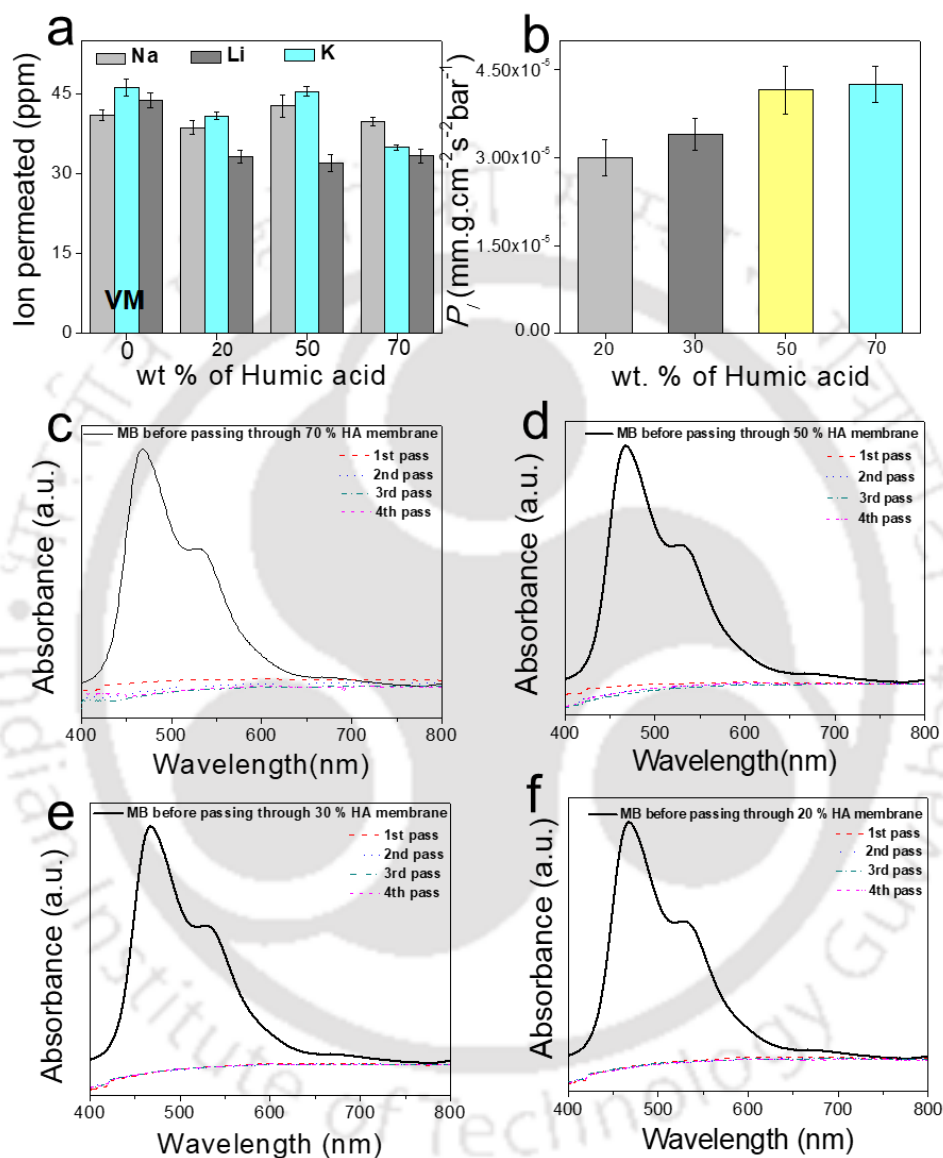 a
Na Li K
Ion permeated (ppm)
45
30
15
0
VM
0 20 50 70
wt % of Humic acid
b
P/ (mm.g.cm-2s-2bar-1)
4.50x10-5
3.00x10-5
1.50x10-5
0.00
20 30 50 70
wt. % of Humic acid
c
MB before passing through 70 % HA membrane
1st pass
2nd pass
3rd pass
4th pass
Absorbance (a.u.)
400 500 600 700 800
Wavelength(nm)
d
MB before passing through 50 % HA membrane
1st pass
2nd pass
3rd pass
4th pass
Absorbance (a.u.)
400 500 600 700 800
Wavelength(nm)
e
MB before passing through 30 % HA membrane
1st pass
2nd pass
3rd pass
4th pass
Absorbance (a.u.)
400 500 600 700 800
Wavelength (nm)
f
MB before passing through 20 % HA membrane
1st pass
2nd pass
3rd pass
4th pass
Absorbance (a.u.)
400 500 600 700 800
Wavelength (nm)
Indian Institute of Technology Guwahati